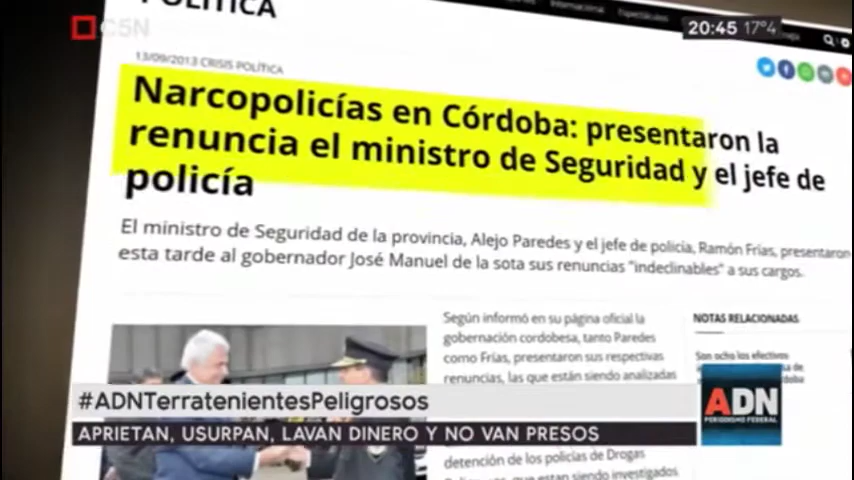 POLÍTICA
Internacional
Espectáculos
C5N
20:45 17°4
13/09/2013 CRISIS POLÍTICA
Narcopolicías en Córdoba: presentaron la
renuncia el ministro de Seguridad y el jefe de
policía
El ministro de Seguridad de la provincia, Alejo Paredes y el jefe de policía, Ramón Frías, presentaron
esta tarde al gobernador José Manuel de la sota sus renuncias "indeclinables" a sus cargos.
Según informó en su página oficial la
gobernación cordobesa, tanto Paredes
como Frías, presentaron sus respectivas
renuncias, las que están siendo analizadas
NOTAS RELACIONADAS
Son ocho los efectivos
#ADNTerratenientesPeligrosos
APRIETAN, USURPAN, LAVAN DINERO Y NO VAN PRESOS
ADN
PERIODISMO FEDERAL
detención de los policías de Drogas
que están siendo investigados